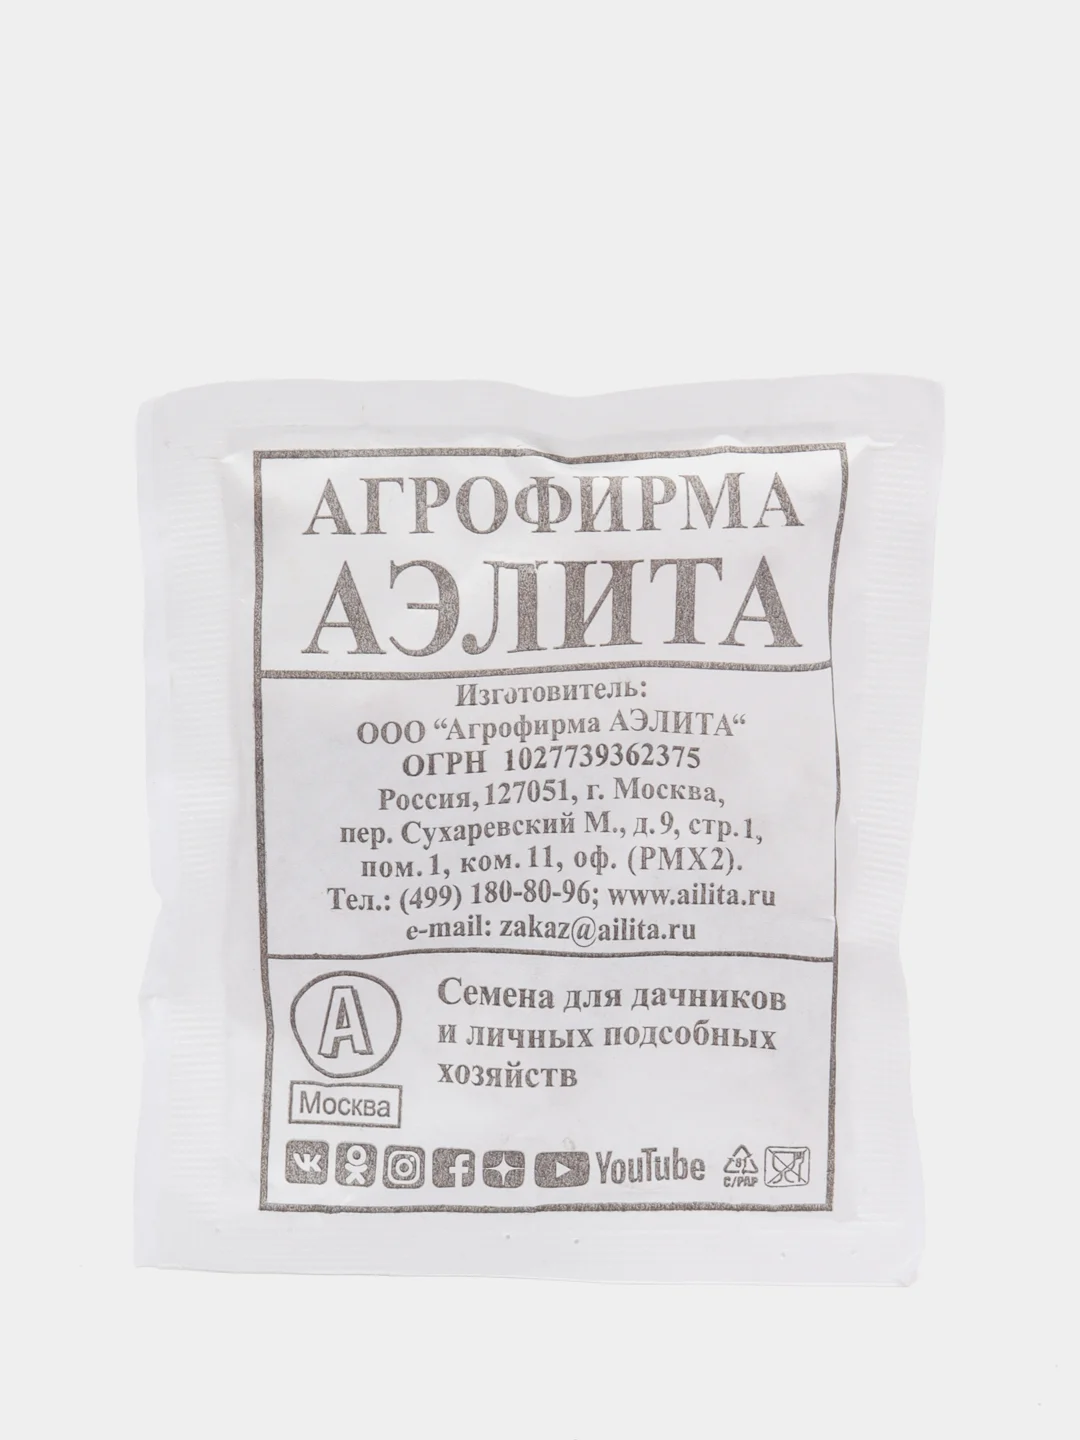 АГРОФИРМА
АЭЛИТА
Изготовитель:
ООО “Агрофирма АЭЛИТА“
ОГРН 1027739362375
Россия, 127051, г. Москва,
пер. Сухаревский М., д. 9, стр. 1,
пом. 1, ком. 11, оф. (РМХ2).
Тел.: (499) 180-80-96; www.ailita.ru
e-mail: zakaz@ailita.ru
А
Семена для дачников
и личных подсобных
хозяйств
Москва
YouTube
81
C/PAP